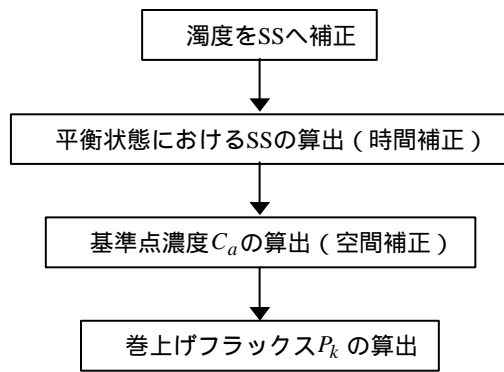 濁度をSSへ補正
平衡状態におけるSSの算出（時間補正）
基準点濃度Caの算出（空間補正）
巻上げフラックスPkの算出